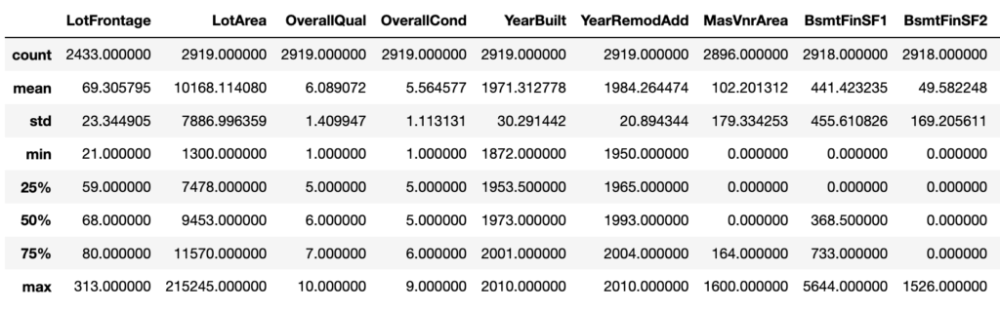 LotFrontage LotArea OverallQual OverallCond YearBuilt YearRemodAdd MasVnrArea BsmtFinSF1 BsmtFinSF2
count 2433.000000 2919.000000 2919.000000 2919.000000 2919.000000 2919.000000 2896.000000 2918.000000 2918.000000
mean 69.305795 10168.114080 6.089072 5.564577 1971.312778 1984.264474 102.201312 441.423235 49.582248
std 23.344905 7886.996359 1.409947 1.113131 30.291442 20.894344 179.334253 455.610826 169.205611
min 21.000000 1300.000000 1.000000 1.000000 1872.000000 1950.000000 0.000000 0.000000 0.000000
25% 59.000000 7478.000000 5.000000 5.000000 1953.500000 1965.000000 0.000000 0.000000 0.000000
50% 68.000000 9453.000000 6.000000 5.000000 1973.000000 1993.000000 0.000000 368.500000 0.000000
75% 80.000000 11570.000000 7.000000 6.000000 2001.000000 2004.000000 164.000000 733.000000 0.000000
max 313.000000 215245.000000 10.000000 9.000000 2010.000000 2010.000000 1600.000000 5644.000000 1526.000000